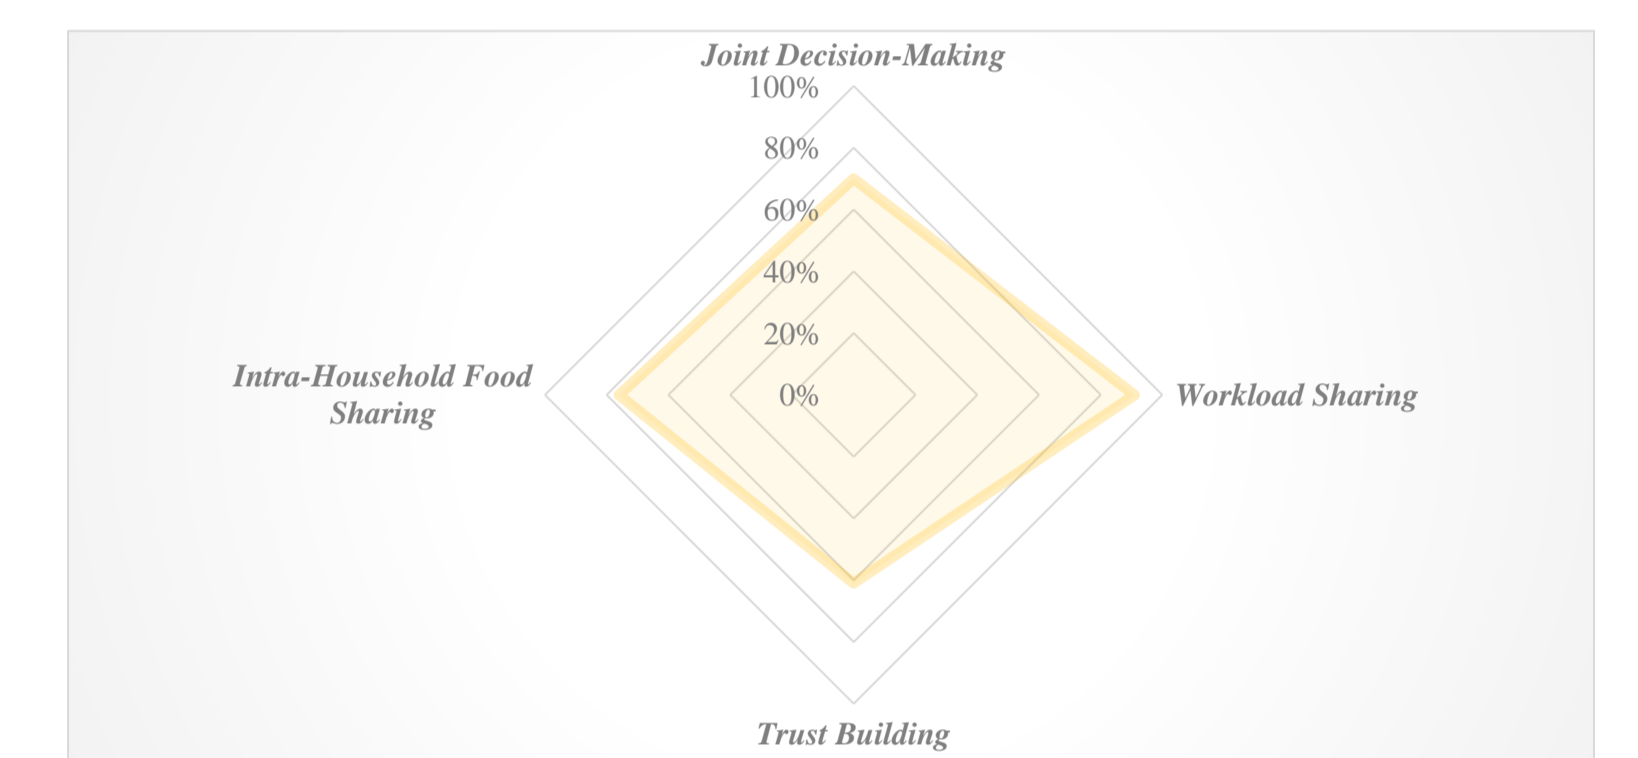 Joint Decision-Making
100%
80%
60%
40%
20%
0%
Intra-Household Food
Sharing
Workload Sharing
Trust Building